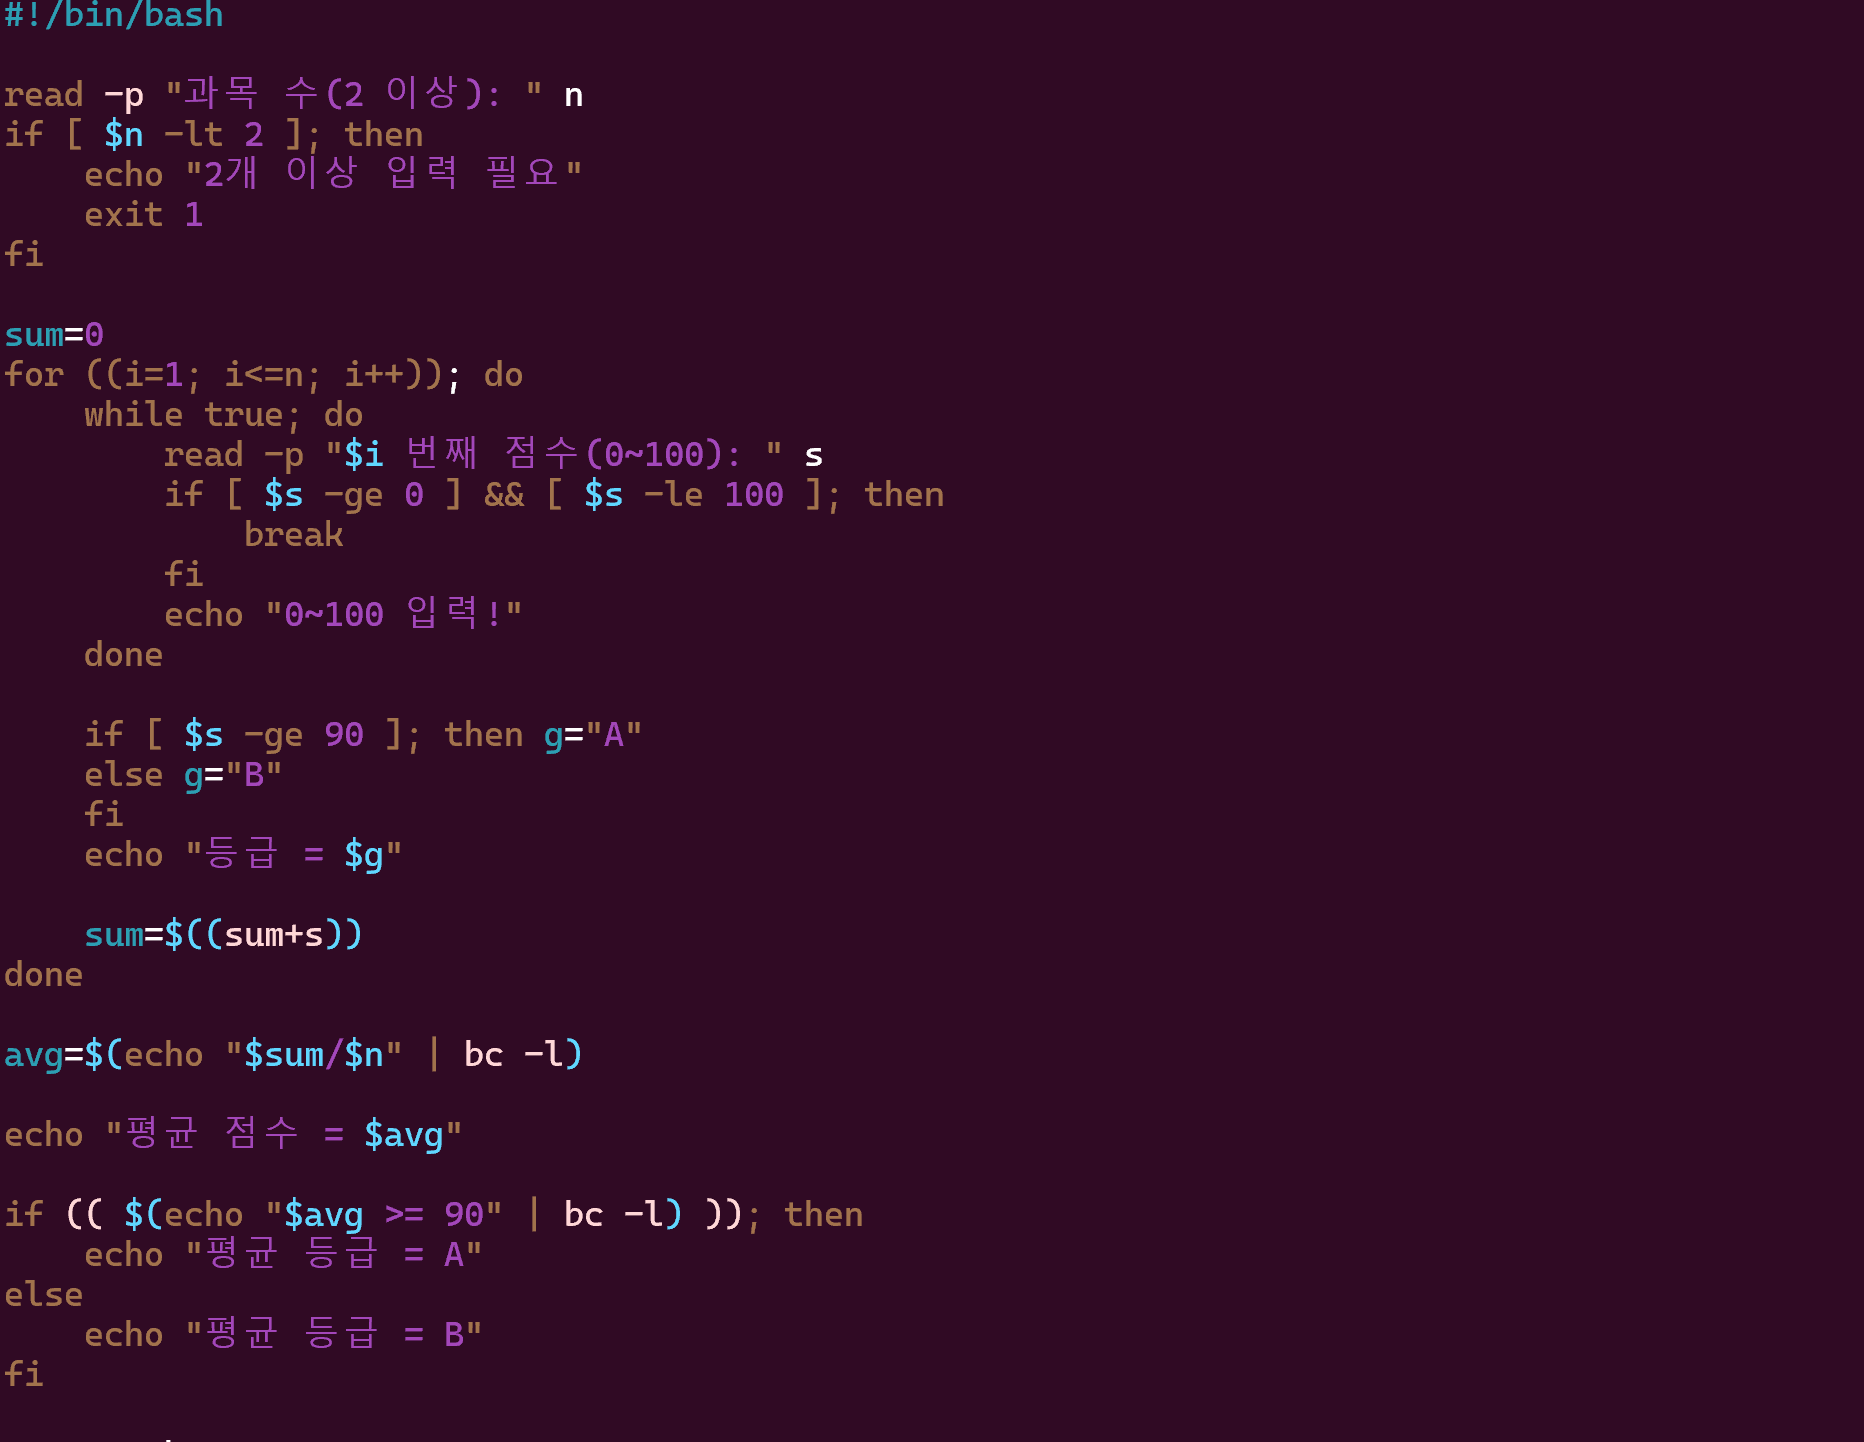 #!/bin/bash
read -p "과목 수(2 이상): " n
if [ $n -lt 2 ]; then
    echo "2개 이상 입력 필요"
    exit 1
fi
sum=0
for ((i=1; i<=n; i++)); do
    while true; do
        read -p "$i 번째 점수(0~100): " s
        if [ $s -ge 0 ] && [ $s -le 100 ]; then
            break
        fi
        echo "0~100 입력!"
    done
    if [ $s -ge 90 ]; then g="A"
    else g="B"
    fi
    echo "등급 = $g"
    sum=$((sum+s))
done
avg=$(echo "$sum/$n" | bc -l)
echo "평균 점수 = $avg"
if (( $(echo "$avg >= 90" | bc -l) )); then
    echo "평균 등급 = A"
else
    echo "평균 등급 = B"
fi